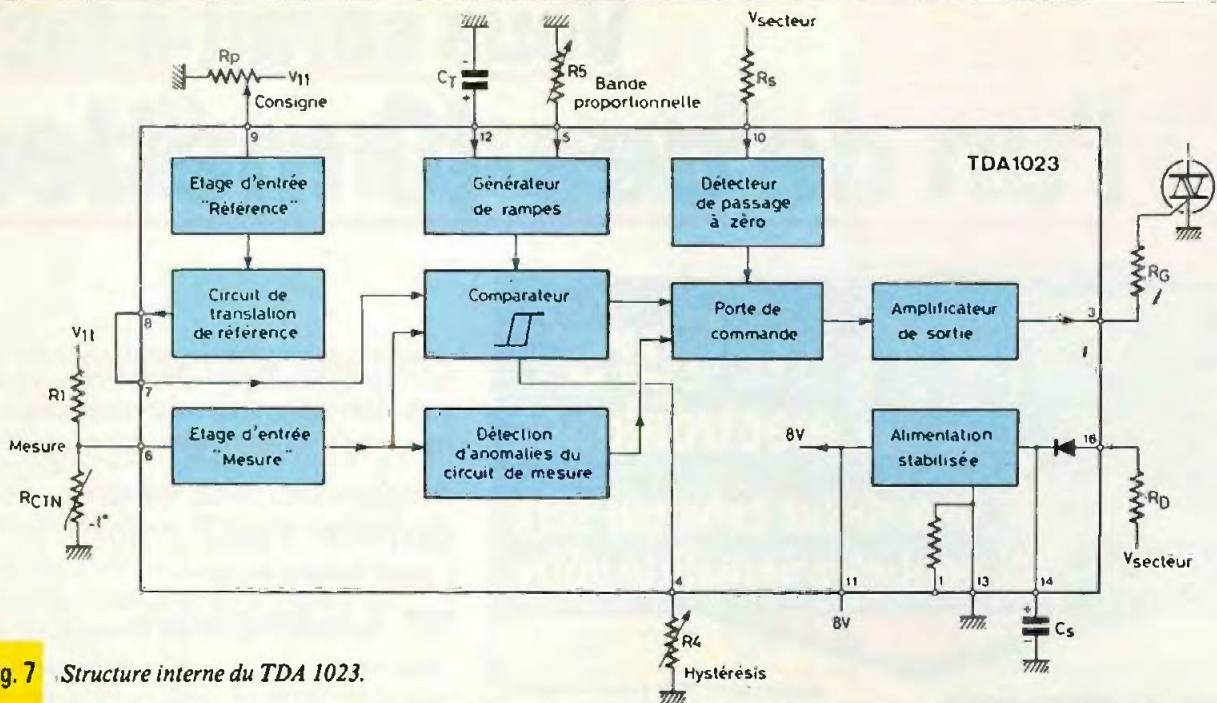 Rp
V11
Consigne
CT
-
+
R5
Bande
proportionnelle
Vsecteur
Rs
9
12
5
10
TDA1023
Etage d'entrée
"Référence"
Générateur
de rampes
Détecteur
de passage
à zéro
Circuit de
translation
de référence
Comparateur
Porte de
commande
Amplificateur
de sortie
3
RG
8
V11
7
R1
Mesure
6
Etage d'entrée
"Mesure"
Détection
d'anomalies du
circuit de mesure
8V
Alimentation
stabilisée
16
RCTN
-t°
RD
Vsecteur
4
11
1
13
14
R4
Hystérésis
8V
+
-
Cs
g. 7 Structure interne du TDA 1023.